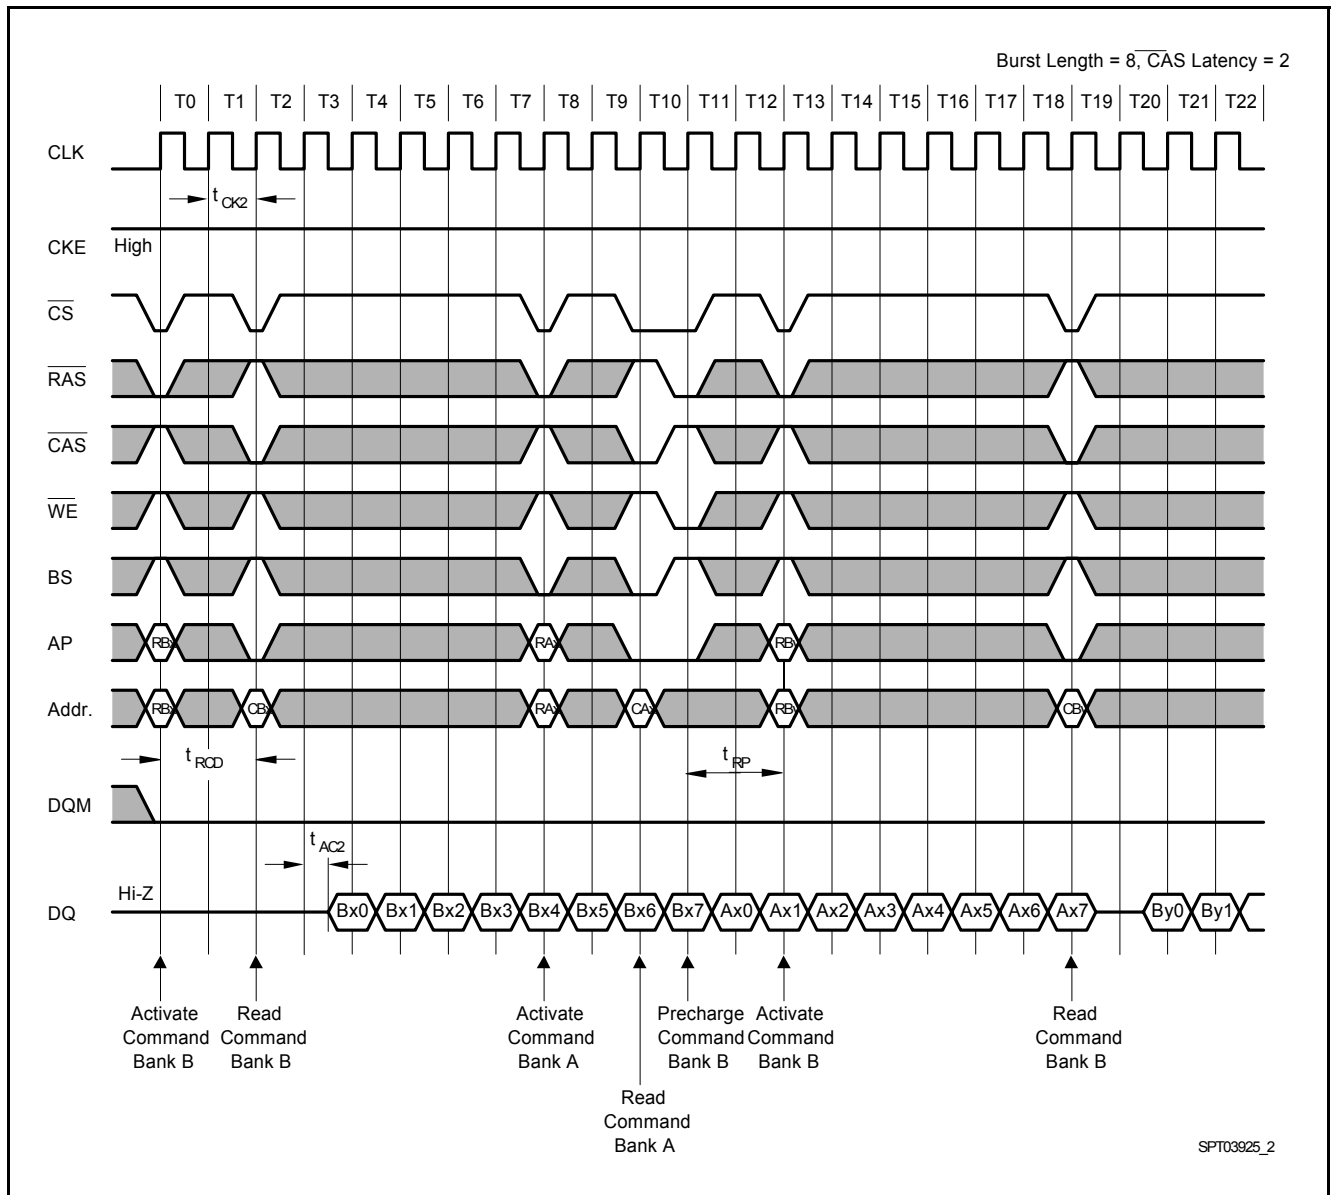 Burst Length = 8, CAS Latency = 2
T0 T1 T2 T3 T4 T5 T6 T7 T8 T9 T10 T11 T12 T13 T14 T15 T16 T17 T18 T19 T20 T21 T22
CLK
t CK2
CKE High
CS
RAS
CAS
WE
BS
AP RBx RAx RBy
Addr. RBx CBx RAx CAx RBy CBy
t RCD t RP
DQM
t AC2
Hi-Z
DQ Bx0 Bx1 Bx2 Bx3 Bx4 Bx5 Bx6 Bx7 Ax0 Ax1 Ax2 Ax3 Ax4 Ax5 Ax6 Ax7 By0 By1
Activate Read Activate Precharge Activate Read
Command Command Command Command Command Command
Bank B Bank B Bank A Bank B Bank B Bank B
Read
Command
Bank A
SPT03925_2